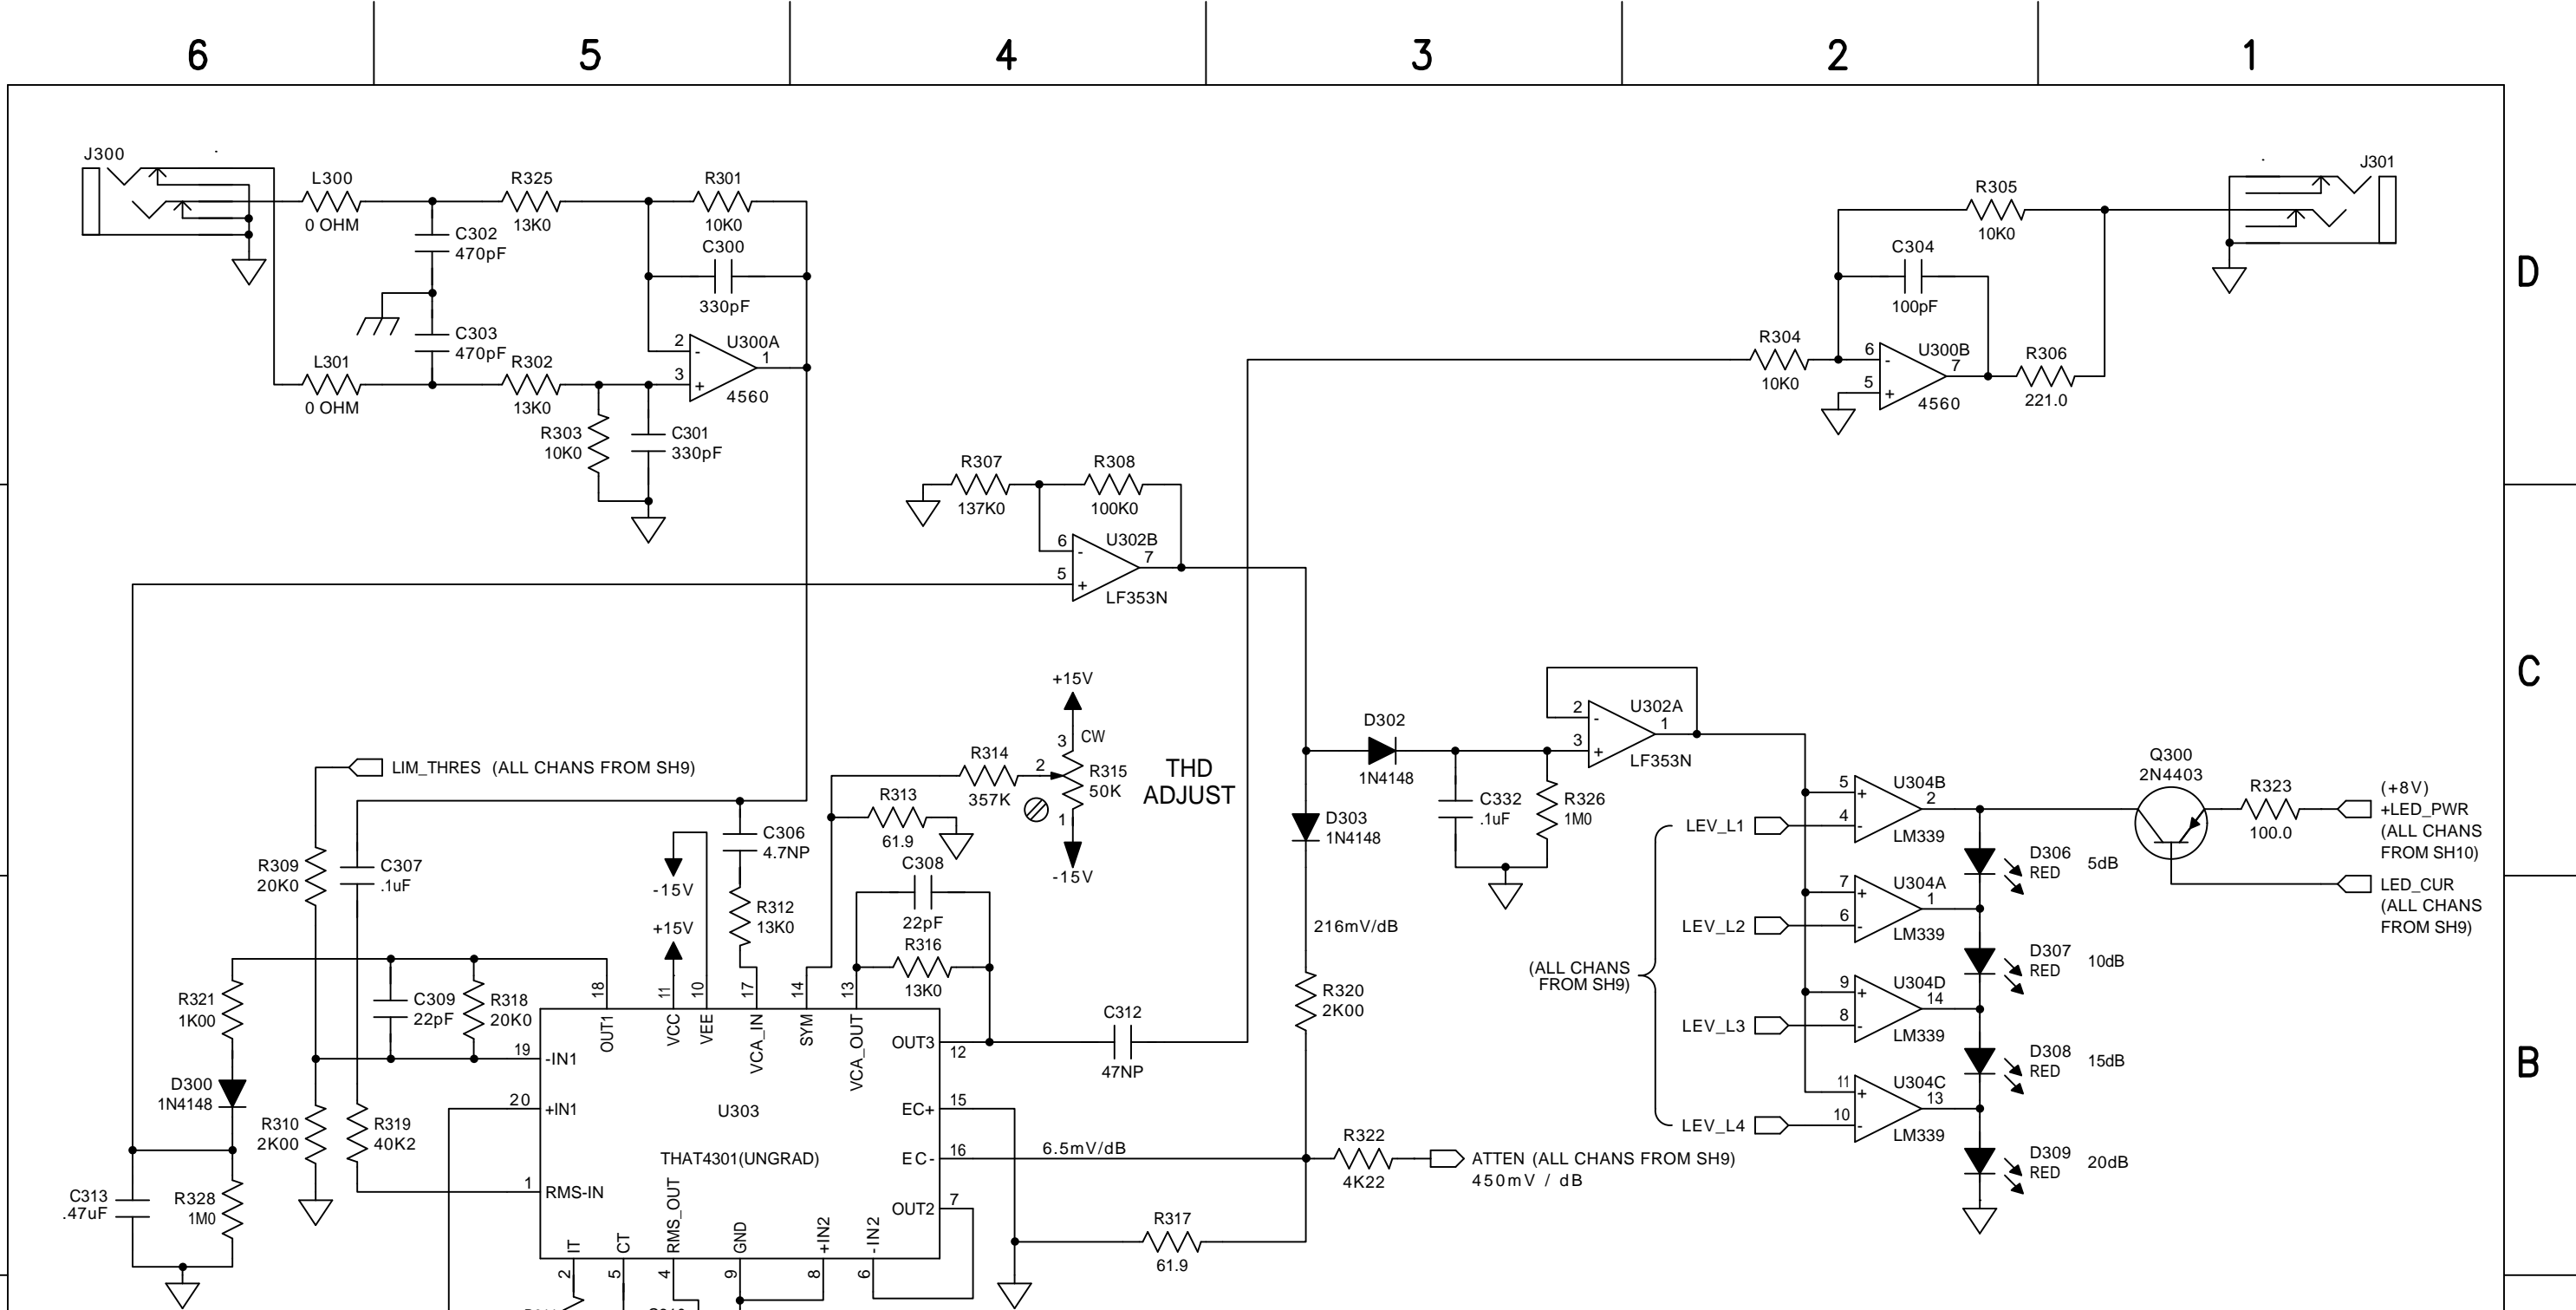 6 5 4 3 2 1
J300
L300
0 OHM
C302
470pF
R325
13K0
R301
10K0
C300
330pF
C303
470pF
L301
0 OHM
R302
13K0
2
-
3
+
U300A
1
4560
R303
10K0
C301
330pF
R305
10K0
J301
C304
100pF
R304
10K0
6
-
5
+
U300B
7
4560
R306
221.0
D
R307
137K0
R308
100K0
6
-
5
+
U302B
7
LF353N
+15V
3
CW
R314
357K
2
R315
50K
1
-15V
THD
ADJUST
R313
61.9
C308
22pF
R316
13K0
D302
1N4148
2
-
3
+
U302A
1
LF353N
C332
.1uF
R326
1M0
D303
1N4148
C
LIM_THRES (ALL CHANS FROM SH9)
R309
20K0
C307
.1uF
C306
4.7NP
-15V
+15V
R312
13K0
216mV/dB
R320
2K00
5
+
4
-
U304B
2
LM339
LEV_L1
7
+
6
-
U304A
1
LM339
LEV_L2
9
+
8
-
U304D
14
LM339
LEV_L3
11
+
10
-
U304C
13
LM339
LEV_L4
(ALL CHANS
FROM SH9)
Q300
2N4403
R323
100.0
(+8V)
+LED_PWR
(ALL CHANS
FROM SH10)
LED_CUR
(ALL CHANS
FROM SH9)
D306
RED
5dB
D307
RED
10dB
D308
RED
15dB
D309
RED
20dB
B
R321
1K00
C309
22pF
R318
20K0
D300
1N4148
R310
2K00
R319
40K2
C313
.47uF
R328
1M0
18
11
10
17
14
13
OUT1
VCC
VEE
VCA_IN
SYM
VCA_OUT
19
-IN1
20
+IN1
1
RMS-IN
U303
THAT4301(UNGRAD)
OUT3
12
C312
47NP
EC+
15
EC-
16
6.5mV/dB
OUT2
7
R322
4K22
ATTEN (ALL CHANS FROM SH9)
450mV / dB
R317
61.9
IT
CT
RMS_OUT
GND
+IN2
-IN2
2
5
4
9
8
6